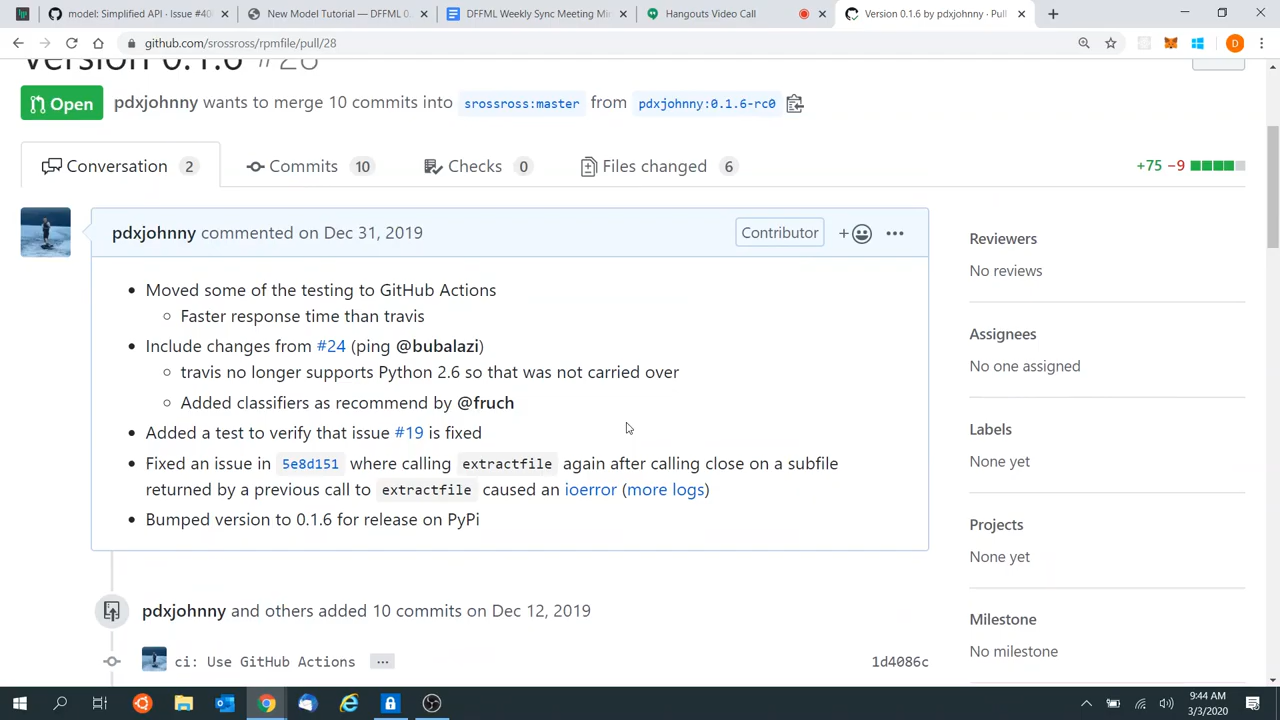 model: Simplified API · Issue #40
New Model Tutorial — DFFML 0.
DFFML Weekly Sync Meeting Min
Hangouts Video Call
Version 0.1.6 by pdxjohnny · Pull
github.com/srossross/rpmfile/pull/28
D
Version 0.1.6 #28
Open
pdxjohnny wants to merge 10 commits into srossross:master from pdxjohnny:0.1.6-rc0
Conversation 2
Commits 10
Checks 0
Files changed 6
+75 −9
pdxjohnny commented on Dec 31, 2019
Contributor
Moved some of the testing to GitHub Actions
Faster response time than travis
Include changes from #24 (ping @bubalazi)
travis no longer supports Python 2.6 so that was not carried over
Added classifiers as recommend by @fruch
Added a test to verify that issue #19 is fixed
Fixed an issue in 5e8d151 where calling extractfile again after calling close on a subfile
returned by a previous call to extractfile caused an ioerror (more logs)
Bumped version to 0.1.6 for release on PyPi
Reviewers
No reviews
Assignees
No one assigned
Labels
None yet
Projects
None yet
Milestone
No milestone
pdxjohnny and others added 10 commits on Dec 12, 2019
ci: Use GitHub Actions
1d4086c
9:44 AM
3/3/2020